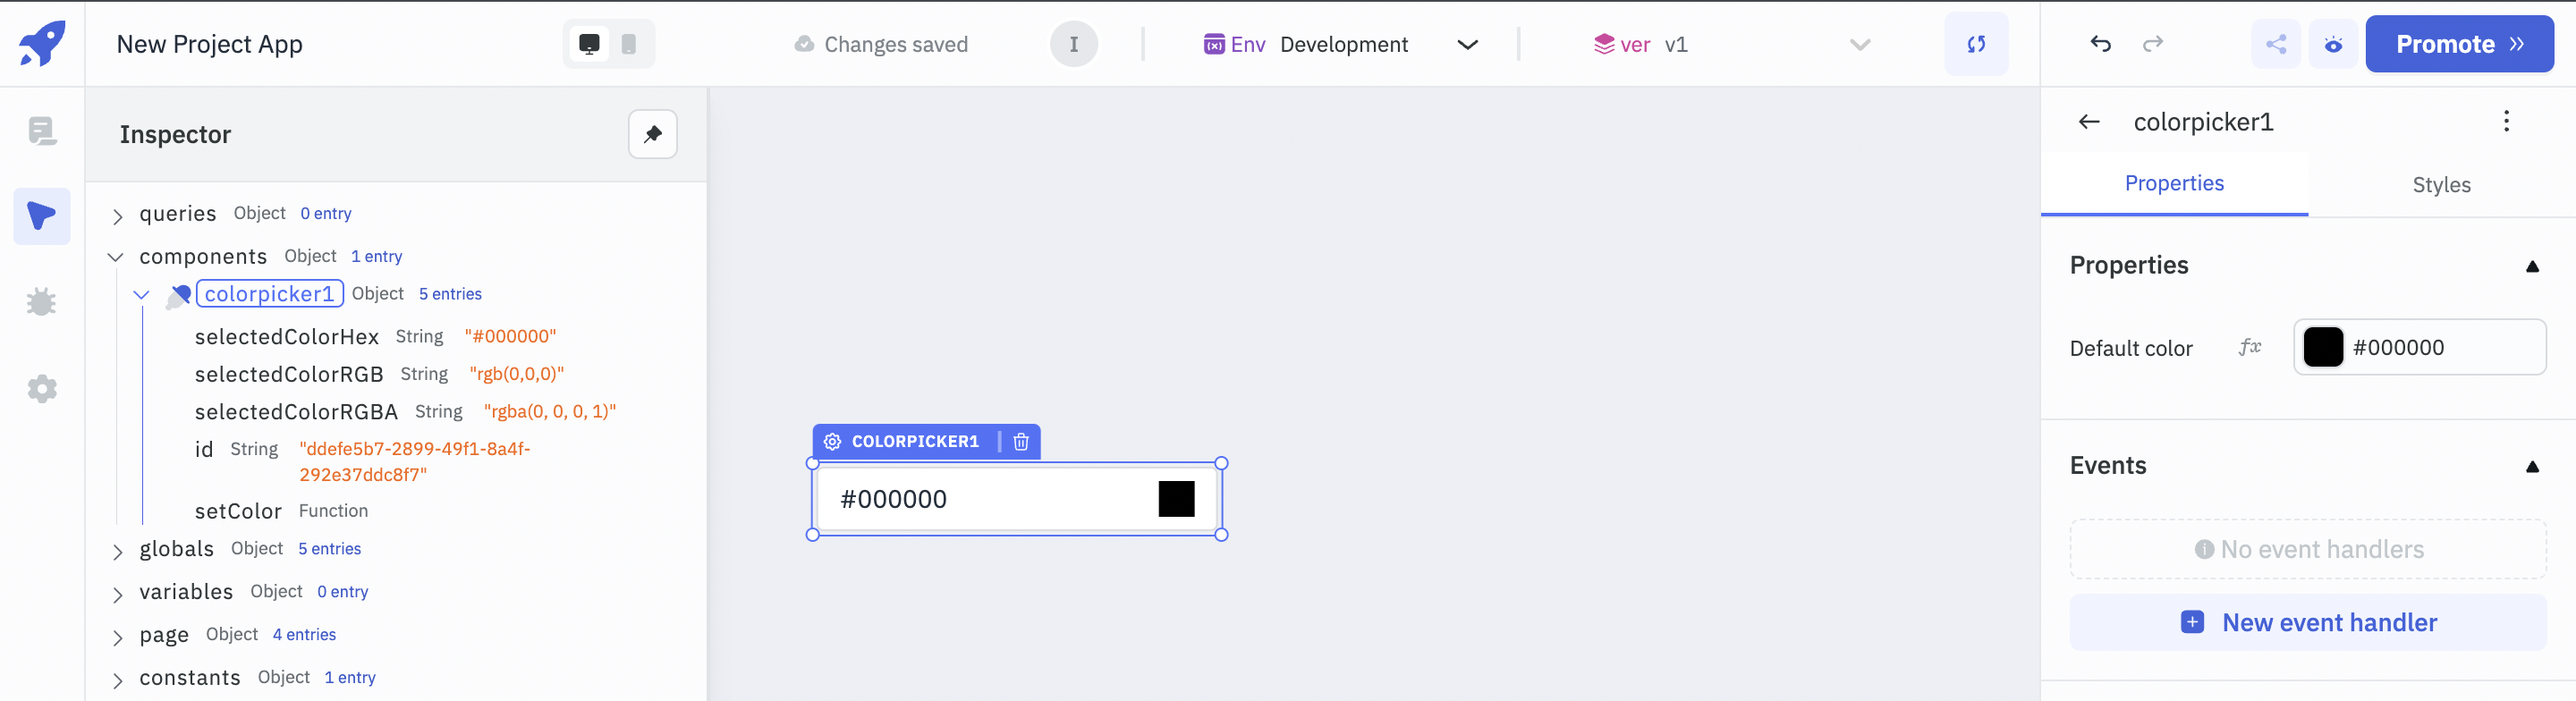 New Project App
Changes saved
I
Env Development
ver v1
Promote
Inspector
queries Object 0 entry
components Object 1 entry
colorpicker1 Object 5 entries
selectedColorHex String "#000000"
selectedColorRGB String "rgb(0,0,0)"
selectedColorRGBA String "rgba(0, 0, 0, 1)"
id String "ddefe5b7-2899-49f1-8a4f-
292e37ddc8f7"
setColor Function
globals Object 5 entries
variables Object 0 entry
page Object 4 entries
constants Object 1 entry
COLORPICKER1
#000000
colorpicker1
Properties Styles
Properties
Default color fx #000000
Events
No event handlers
New event handler